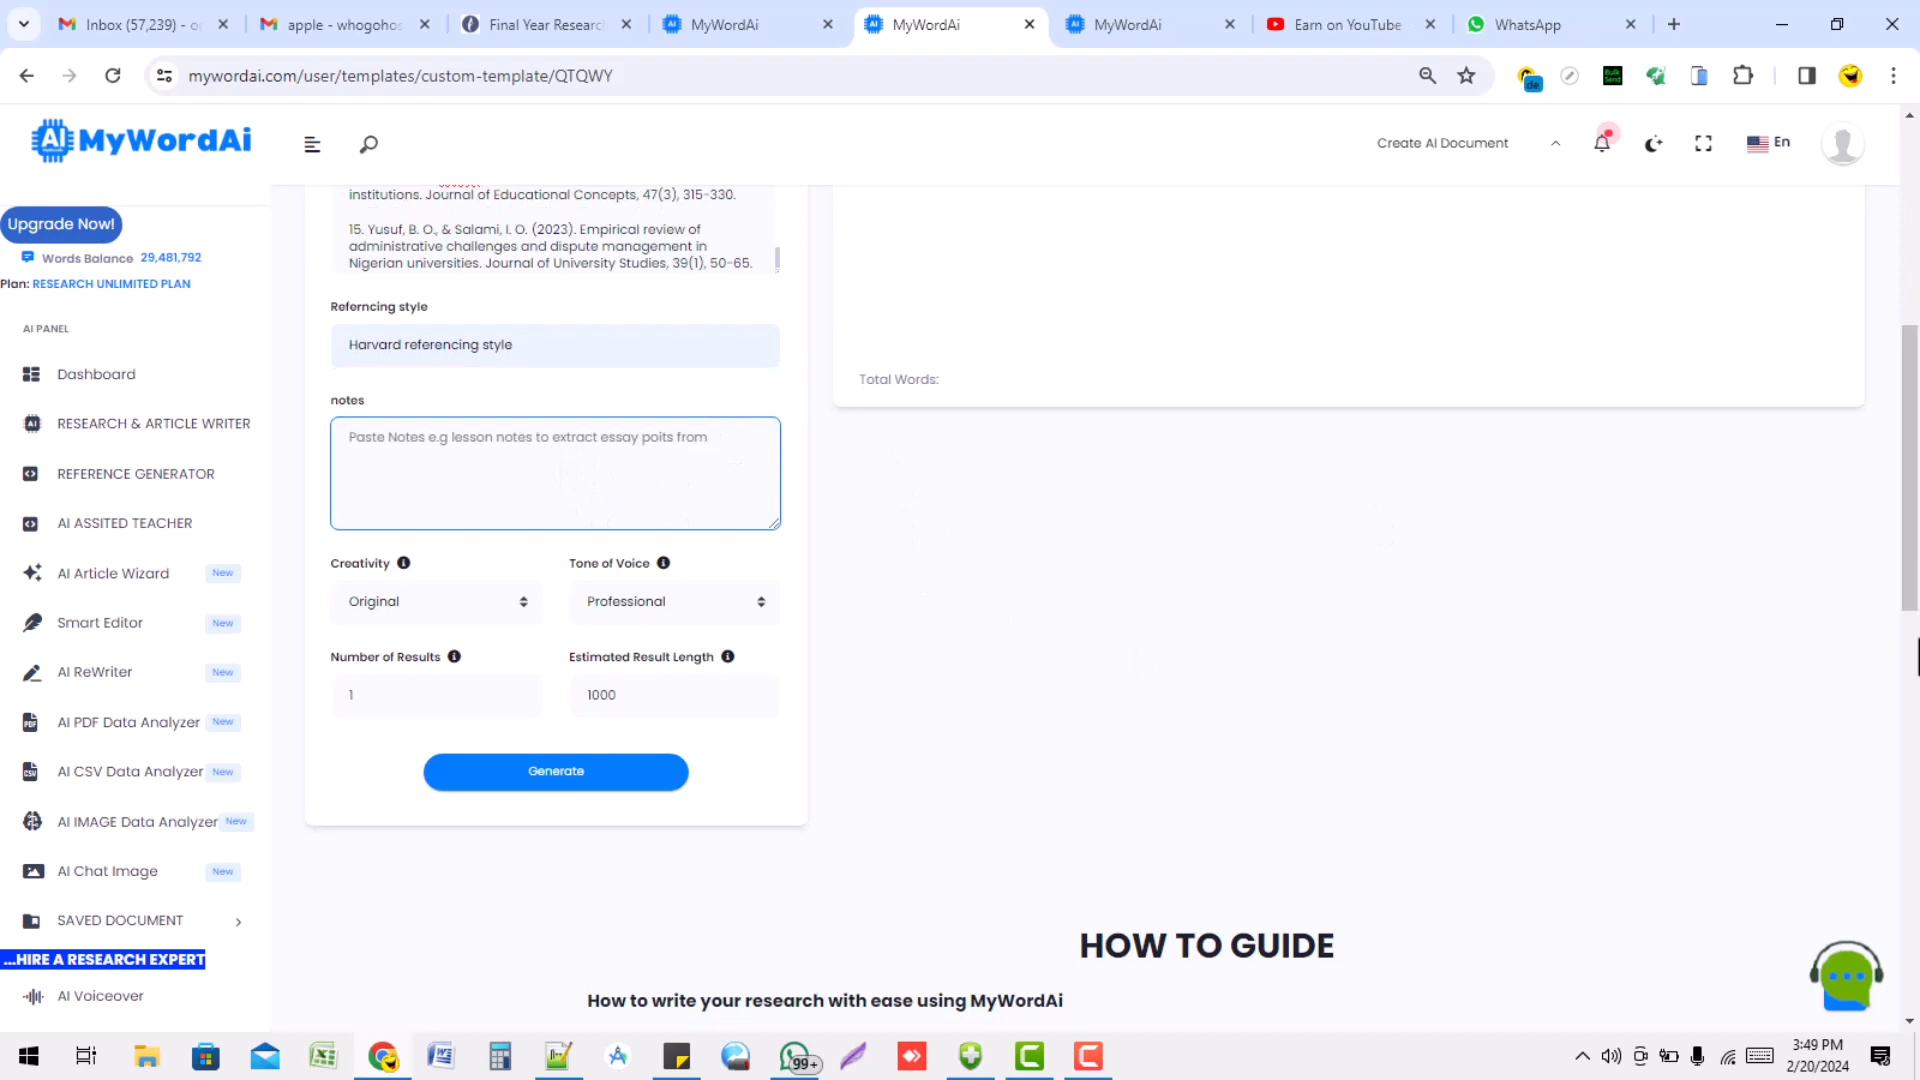 Inbox (57,239) - op
apple - whogohos
Final Year Researc
MyWordAi
MyWordAi
MyWordAi
Earn on YouTube
WhatsApp
mywordai.com/user/templates/custom-template/QTQWY
de
Bulk
Send
AI MyWordAi
Create AI Document
En
Upgrade Now!
Words Balance 29,481,792
Plan: RESEARCH UNLIMITED PLAN
AI PANEL
Dashboard
RESEARCH & ARTICLE WRITER
REFERENCE GENERATOR
AI ASSITED TEACHER
AI Article Wizard New
Smart Editor New
AI ReWriter New
AI PDF Data Analyzer New
AI CSV Data Analyzer New
AI IMAGE Data Analyzer New
AI Chat Image New
SAVED DOCUMENT
...HIRE A RESEARCH EXPERT
AI Voiceover
institutions. Journal of Educational Concepts, 47(3), 315-330.
15. Yusuf, B. O., & Salami, I. O. (2023). Empirical review of
administrative challenges and dispute management in
Nigerian universities. Journal of University Studies, 39(1), 50-65.
Referncing style
Harvard referencing style
notes
Paste Notes e.g lesson notes to extract essay poits from
Creativity
Tone of Voice
Original
Professional
Number of Results
Estimated Result Length
1
1000
Generate
Total Words:
HOW TO GUIDE
How to write your research with ease using MyWordAi
99+
3:49 PM
2/20/2024